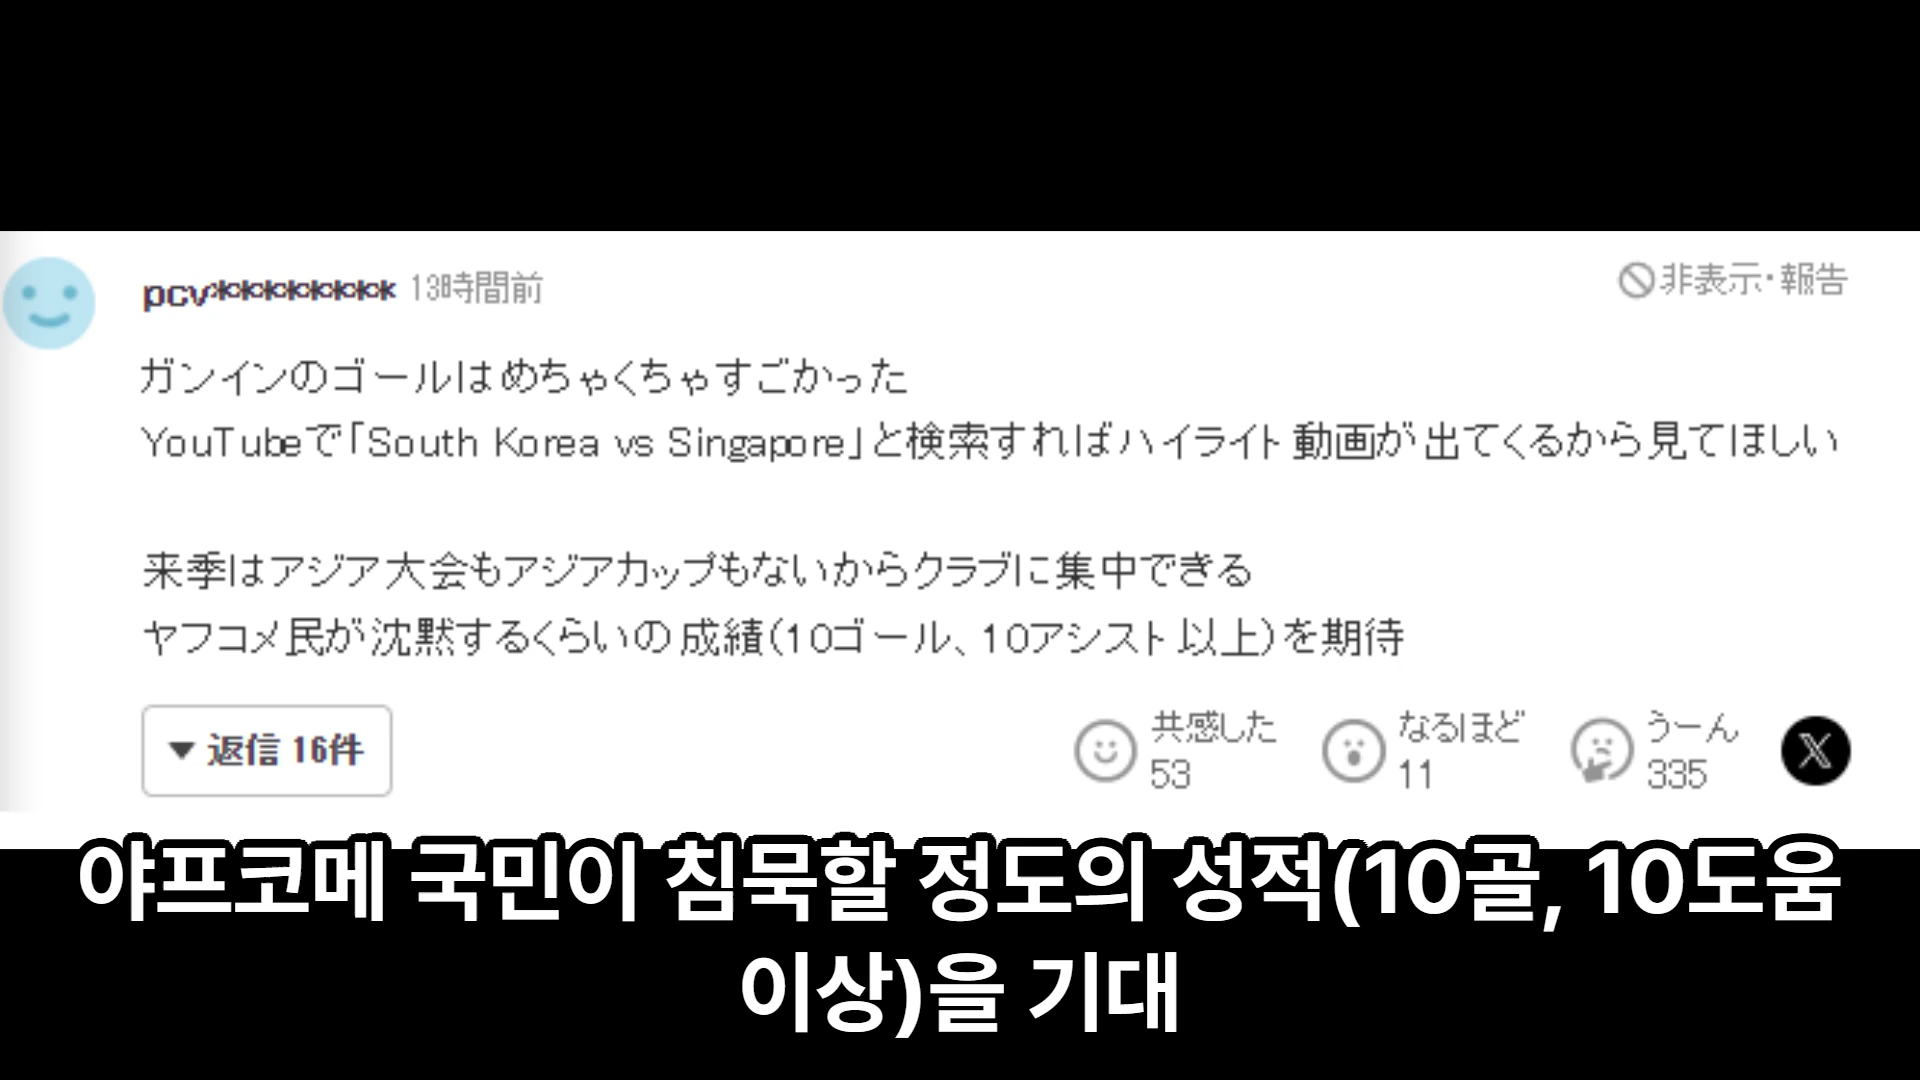 pcv********* 13時間前
非表示・報告
ガンインのゴールはめちゃくちゃすごかった
YouTubeで「South Korea vs Singapore」と検索すればハイライト動画が出てくるから見てほしい
来季はアジア大会もアジアカップもないからクラブに集中できる
ヤフコメ民が沈黙するくらいの成績(10ゴール、10アシスト以上)を期待
▼ 返信 16件
共感した
53
なるほど
11
うーん
335
X
야프코메 국민이 침묵할 정도의 성적(10골, 10도움
이상)을 기대